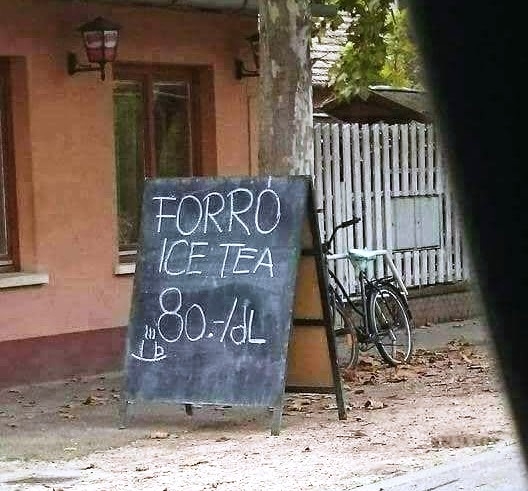 FORRÓ
ICE TEA
80.-/dL